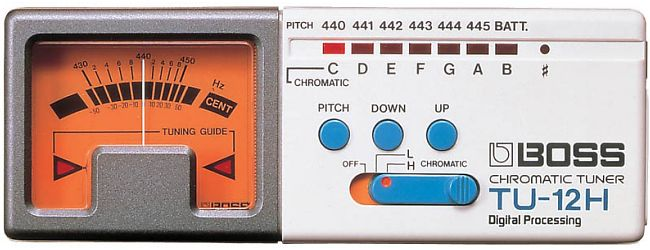 PITCH 440 441 442 443 444 445 BATT.
C D E F G A B ♯
CHROMATIC
PITCH DOWN UP
OFF L H CHROMATIC
BOSS
CHROMATIC TUNER
TU-12H
Digital Processing
430 8 6 4 2 440 2 4 6 8 450
Hz
-50 -30 -20 -10 0 10 20 30 50
CENT
TUNING GUIDE
BOSS